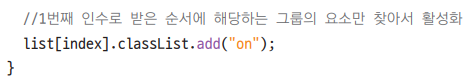 //1번째 인수로 받은 순서에 해당하는 그룹의 요소만 찾아서 활성화
list[index].classList.add("on");
}